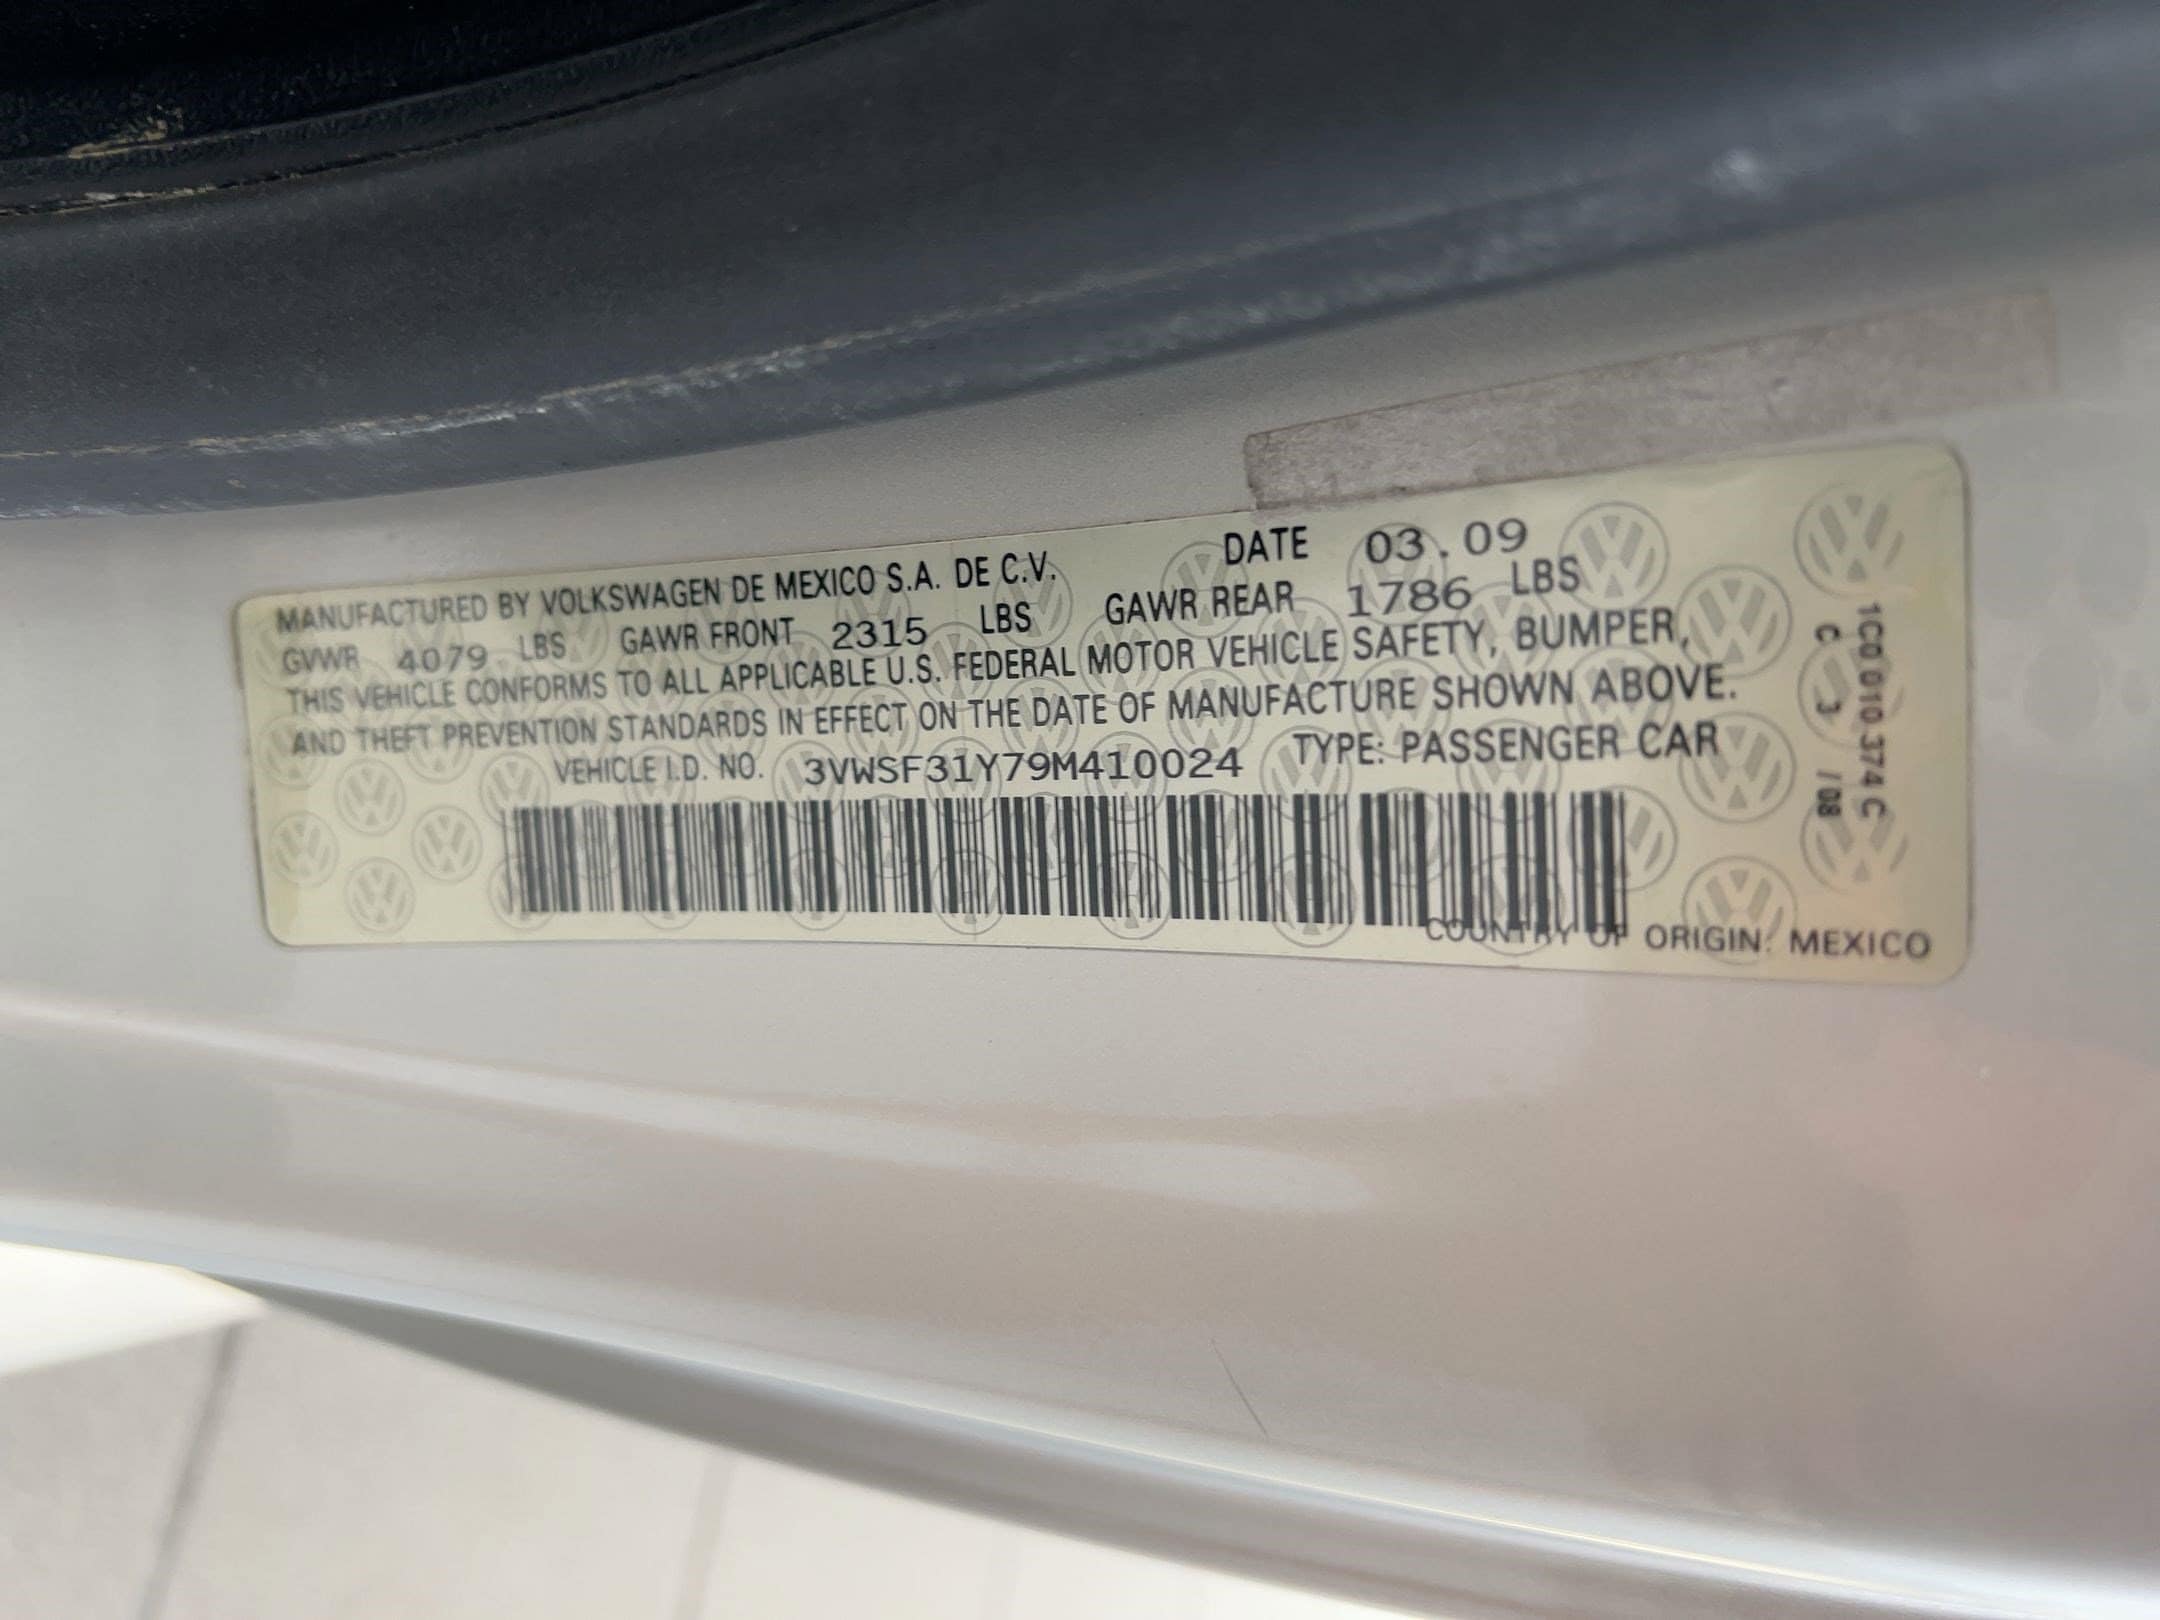 MANUFACTURED BY VOLKSWAGEN DE MEXICO S.A. DE C.V. DATE 03.09
GVWR 4079 LBS GAWR FRONT 2315 LBS GAWR REAR 1786 LBS
THIS VEHICLE CONFORMS TO ALL APPLICABLE U.S. FEDERAL MOTOR VEHICLE SAFETY, BUMPER,
AND THEFT PREVENTION STANDARDS IN EFFECT ON THE DATE OF MANUFACTURE SHOWN ABOVE.
VEHICLE I.D. NO. 3VWSF31Y79M410024 TYPE: PASSENGER CAR
COUNTRY OF ORIGIN: MEXICO
1C0 010 374 C
C 3 / 08